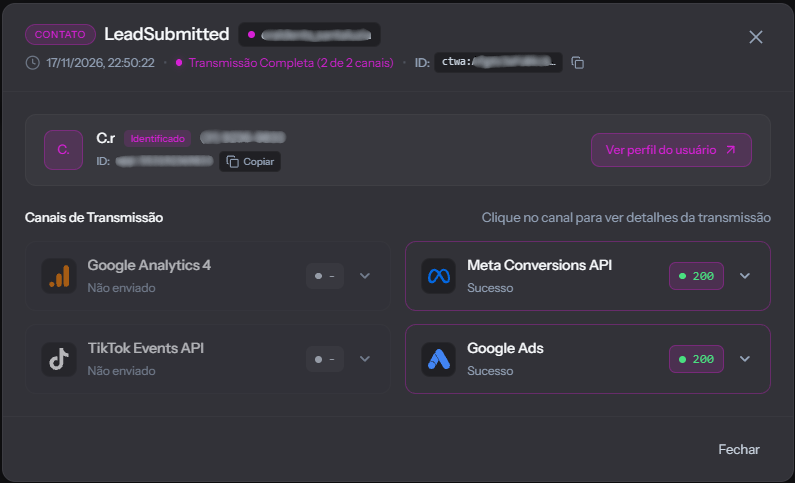 CONTATO LeadSubmitted
17/11/2026, 22:50:22 · Transmissão Completa (2 de 2 canais) · ID: ctwa:
C. C.r Identificado
ID: Copiar
Ver perfil do usuário
Canais de Transmissão
Clique no canal para ver detalhes da transmissão
Google Analytics 4
Não enviado
-
Meta Conversions API
Sucesso
200
TikTok Events API
Não enviado
-
Google Ads
Sucesso
200
Fechar